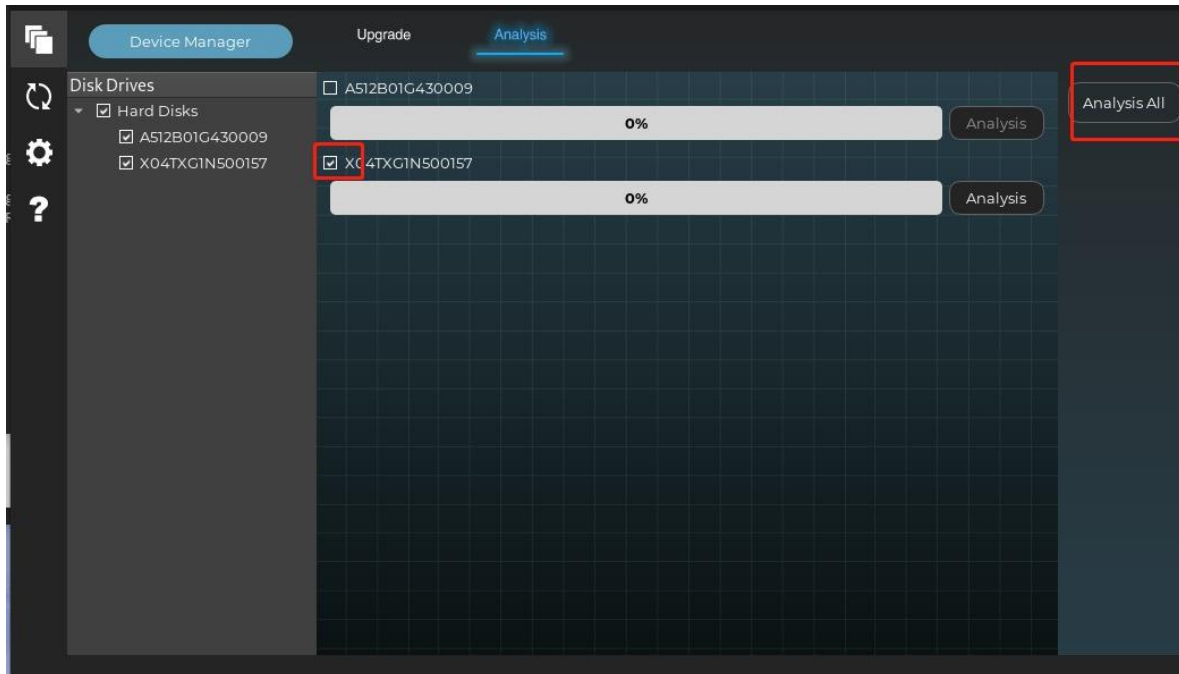 Device Manager
Upgrade
Analysis
Disk Drives
Hard Disks
A512B01G430009
X04TXG1N500157
A512B01G430009
0%
Analysis
X04TXG1N500157
0%
Analysis
Analysis All
?